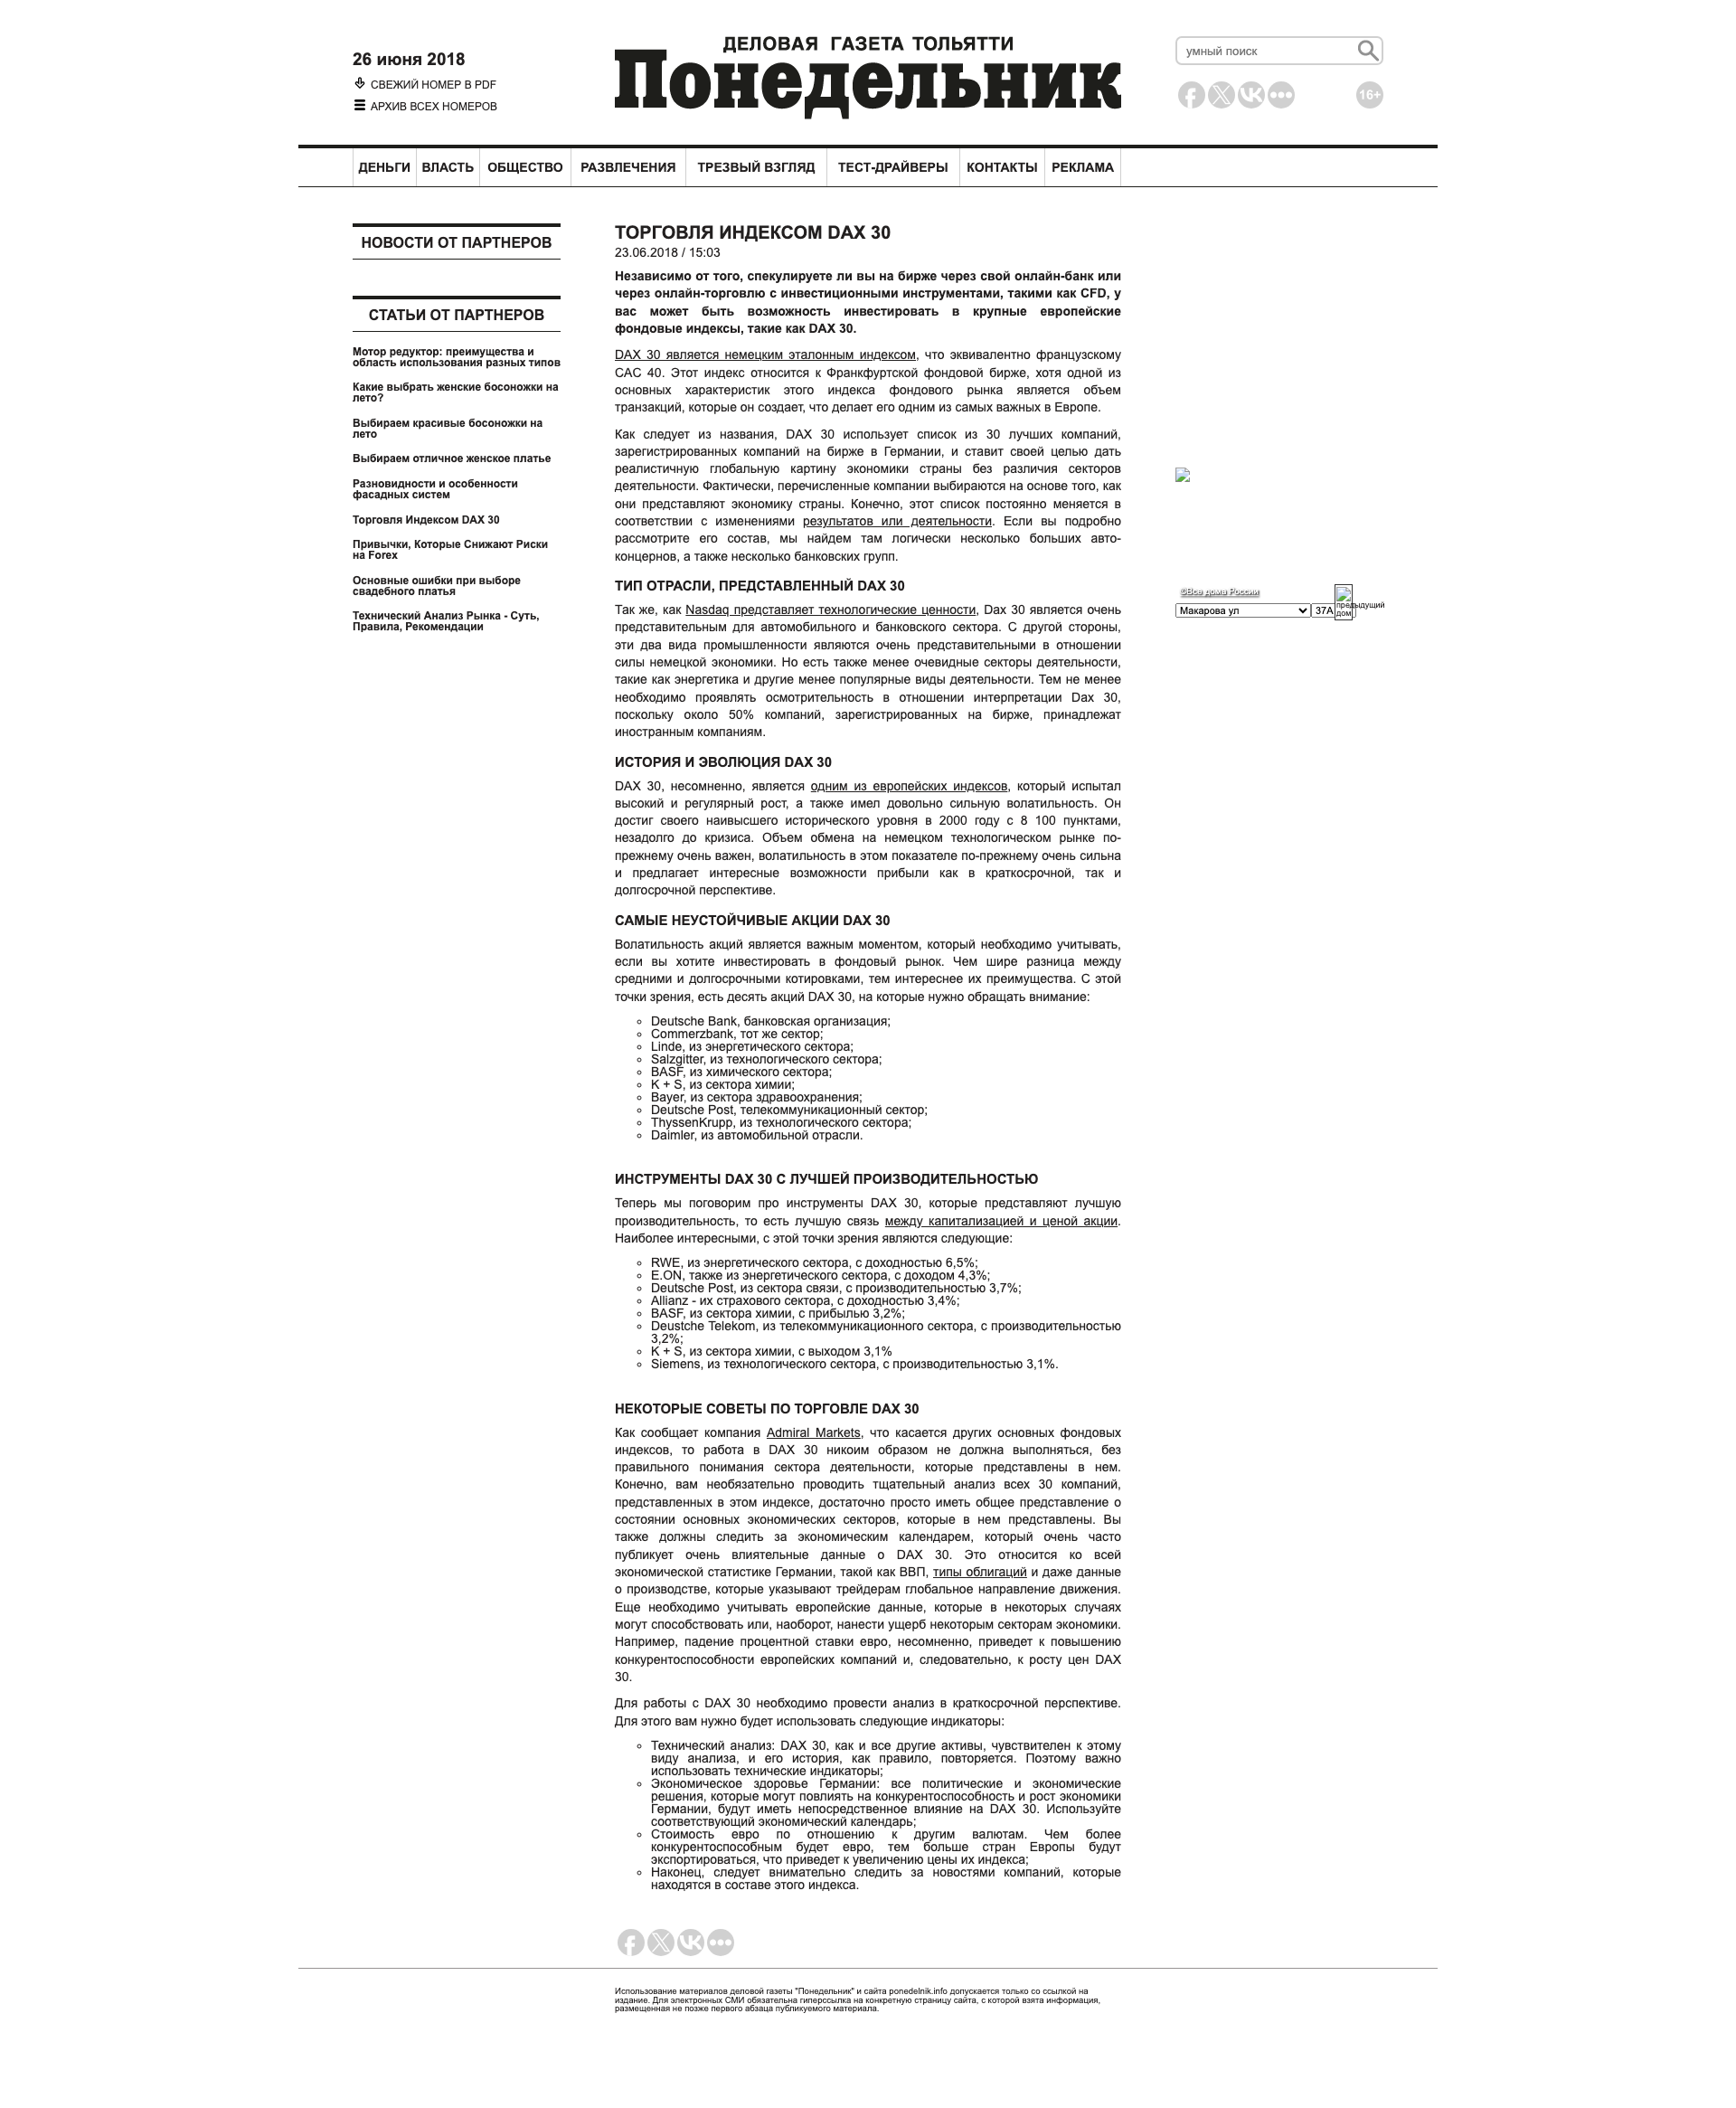 26 июня 2018
СВЕЖИЙ НОМЕР В PDF
АРХИВ ВСЕХ НОМЕРОВ
ДЕЛОВАЯ ГАЗЕТА ТОЛЬЯТТИ
Понедельник
умный поиск
16+
ДЕНЬГИ ВЛАСТЬ ОБЩЕСТВО РАЗВЛЕЧЕНИЯ ТРЕЗВЫЙ ВЗГЛЯД ТЕСТ-ДРАЙВЕРЫ КОНТАКТЫ РЕКЛАМА
НОВОСТИ ОТ ПАРТНЕРОВ
СТАТЬИ ОТ ПАРТНЕРОВ
Мотор редуктор: преимущества и
область использования разных типов
Какие выбрать женские босоножки на
лето?
Выбираем красивые босоножки на
лето
Выбираем отличное женское платье
Разновидности и особенности
фасадных систем
Торговля Индексом DAX 30
Привычки, Которые Снижают Риски
на Forex
Основные ошибки при выборе
свадебного платья
Технический Анализ Рынка - Суть,
Правила, Рекомендации
ТОРГОВЛЯ ИНДЕКСОМ DAX 30
23.06.2018 / 15:03
Независимо от того, спекулируете ли вы на бирже через свой онлайн-банк или
через онлайн-торговлю с инвестиционными инструментами, такими как CFD, у
вас может быть возможность инвестировать в крупные европейские
фондовые индексы, такие как DAX 30.
DAX 30 является немецким эталонным индексом, что эквивалентно французскому
CAC 40. Этот индекс относится к Франкфуртской фондовой бирже, хотя одной из
основных характеристик этого индекса фондового рынка является объем
транзакций, которые он создает, что делает его одним из самых важных в Европе.
Как следует из названия, DAX 30 использует список из 30 лучших компаний,
зарегистрированных компаний на бирже в Германии, и ставит своей целью дать
реалистичную глобальную картину экономики страны без различия секторов
деятельности. Фактически, перечисленные компании выбираются на основе того, как
они представляют экономику страны. Конечно, этот список постоянно меняется в
соответствии с изменениями результатов или деятельности. Если вы подробно
рассмотрите его состав, мы найдем там логически несколько больших авто-
концернов, а также несколько банковских групп.
ТИП ОТРАСЛИ, ПРЕДСТАВЛЕННЫЙ DAX 30
Так же, как Nasdaq представляет технологические ценности, Dax 30 является очень
представительным для автомобильного и банковского сектора. С другой стороны,
эти два вида промышленности являются очень представительными в отношении
силы немецкой экономики. Но есть также менее очевидные секторы деятельности,
такие как энергетика и другие менее популярные виды деятельности. Тем не менее
необходимо проявлять осмотрительность в отношении интерпретации Dax 30,
поскольку около 50% компаний, зарегистрированных на бирже, принадлежат
иностранным компаниям.
ИСТОРИЯ И ЭВОЛЮЦИЯ DAX 30
DAX 30, несомненно, является одним из европейских индексов, который испытал
высокий и регулярный рост, а также имел довольно сильную волатильность. Он
достиг своего наивысшего исторического уровня в 2000 году с 8 100 пунктами,
незадолго до кризиса. Объем обмена на немецком технологическом рынке по-
прежнему очень важен, волатильность в этом показателе по-прежнему очень сильна
и предлагает интересные возможности прибыли как в краткосрочной, так и
долгосрочной перспективе.
САМЫЕ НЕУСТОЙЧИВЫЕ АКЦИИ DAX 30
Волатильность акций является важным моментом, который необходимо учитывать,
если вы хотите инвестировать в фондовый рынок. Чем шире разница между
средними и долгосрочными котировками, тем интереснее их преимущества. С этой
точки зрения, есть десять акций DAX 30, на которые нужно обращать внимание:
Deutsche Bank, банковская организация;
Commerzbank, тот же сектор;
Linde, из энергетического сектора;
Salzgitter, из технологического сектора;
BASF, из химического сектора;
K + S, из сектора химии;
Bayer, из сектора здравоохранения;
Deutsche Post, телекоммуникационный сектор;
ThyssenKrupp, из технологического сектора;
Daimler, из автомобильной отрасли.
ИНСТРУМЕНТЫ DAX 30 С ЛУЧШЕЙ ПРОИЗВОДИТЕЛЬНОСТЬЮ
Теперь мы поговорим про инструменты DAX 30, которые представляют лучшую
производительность, то есть лучшую связь между капитализацией и ценой акции.
Наиболее интересными, с этой точки зрения являются следующие:
RWE, из энергетического сектора, с доходностью 6,5%;
E.ON, также из энергетического сектора, с доходом 4,3%;
Deutsche Post, из сектора связи, с производительностью 3,7%;
Allianz - их страхового сектора, с доходностью 3,4%;
BASF, из сектора химии, с прибылью 3,2%;
Deustche Telekom, из телекоммуникационного сектора, с производительностью
3,2%;
K + S, из сектора химии, с выходом 3,1%
Siemens, из технологического сектора, с производительностью 3,1%.
НЕКОТОРЫЕ СОВЕТЫ ПО ТОРГОВЛЕ DAX 30
Как сообщает компания Admiral Markets, что касается других основных фондовых
индексов, то работа в DAX 30 никоим образом не должна выполняться, без
правильного понимания сектора деятельности, которые представлены в нем.
Конечно, вам необязательно проводить тщательный анализ всех 30 компаний,
представленных в этом индексе, достаточно просто иметь общее представление о
состоянии основных экономических секторов, которые в нем представлены. Вы
также должны следить за экономическим календарем, который очень часто
публикует очень влиятельные данные о DAX 30. Это относится ко всей
экономической статистике Германии, такой как ВВП, типы облигаций и даже данные
о производстве, которые указывают трейдерам глобальное направление движения.
Еще необходимо учитывать европейские данные, которые в некоторых случаях
могут способствовать или, наоборот, нанести ущерб некоторым секторам экономики.
Например, падение процентной ставки евро, несомненно, приведет к повышению
конкурентоспособности европейских компаний и, следовательно, к росту цен DAX
30.
Для работы с DAX 30 необходимо провести анализ в краткосрочной перспективе.
Для этого вам нужно будет использовать следующие индикаторы:
Технический анализ: DAX 30, как и все другие активы, чувствителен к этому
виду анализа, и его история, как правило, повторяется. Поэтому важно
использовать технические индикаторы;
Экономическое здоровье Германии: все политические и экономические
решения, которые могут повлиять на конкурентоспособность и рост экономики
Германии, будут иметь непосредственное влияние на DAX 30. Используйте
соответствующий экономический календарь;
Стоимость евро по отношению к другим валютам. Чем более
конкурентоспособным будет евро, тем больше стран Европы будут
экспортироваться, что приведет к увеличению цены их индекса;
Наконец, следует внимательно следить за новостями компаний, которые
находятся в составе этого индекса.
©Все дома России
Макарова ул 37А
предыдущий
дом
Использование материалов деловой газеты "Понедельник" и сайта ponedelnik.info допускается только со ссылкой на
издание. Для электронных СМИ обязательна гиперссылка на конкретную страницу сайта, с которой взята информация,
размещенная не позже первого абзаца публикуемого материала.